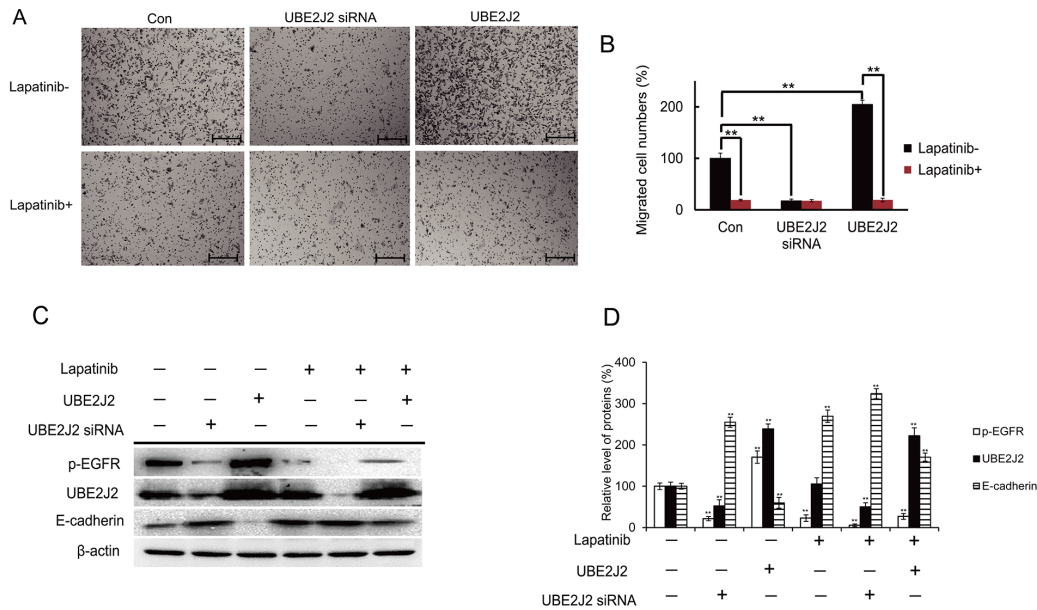 A
Con UBE2J2 siRNA UBE2J2
Lapatinib-
Lapatinib+
B
Migrated cell numbers (%)
200
100
0
** ** ** **
Con UBE2J2 siRNA UBE2J2
Lapatinib-
Lapatinib+
C
Lapatinib — — — + + +
UBE2J2 — — + — — +
UBE2J2 siRNA — + — — + —
p-EGFR
UBE2J2
E-cadherin
β-actin
D
Relative level of proteins (%)
400
300
200
100
0
** ** ** ** ** ** ** ** ** ** ** ** ** **
p-EGFR
UBE2J2
E-cadherin
Lapatinib — — — + + +
UBE2J2 — — + — — +
UBE2J2 siRNA — + — — + —